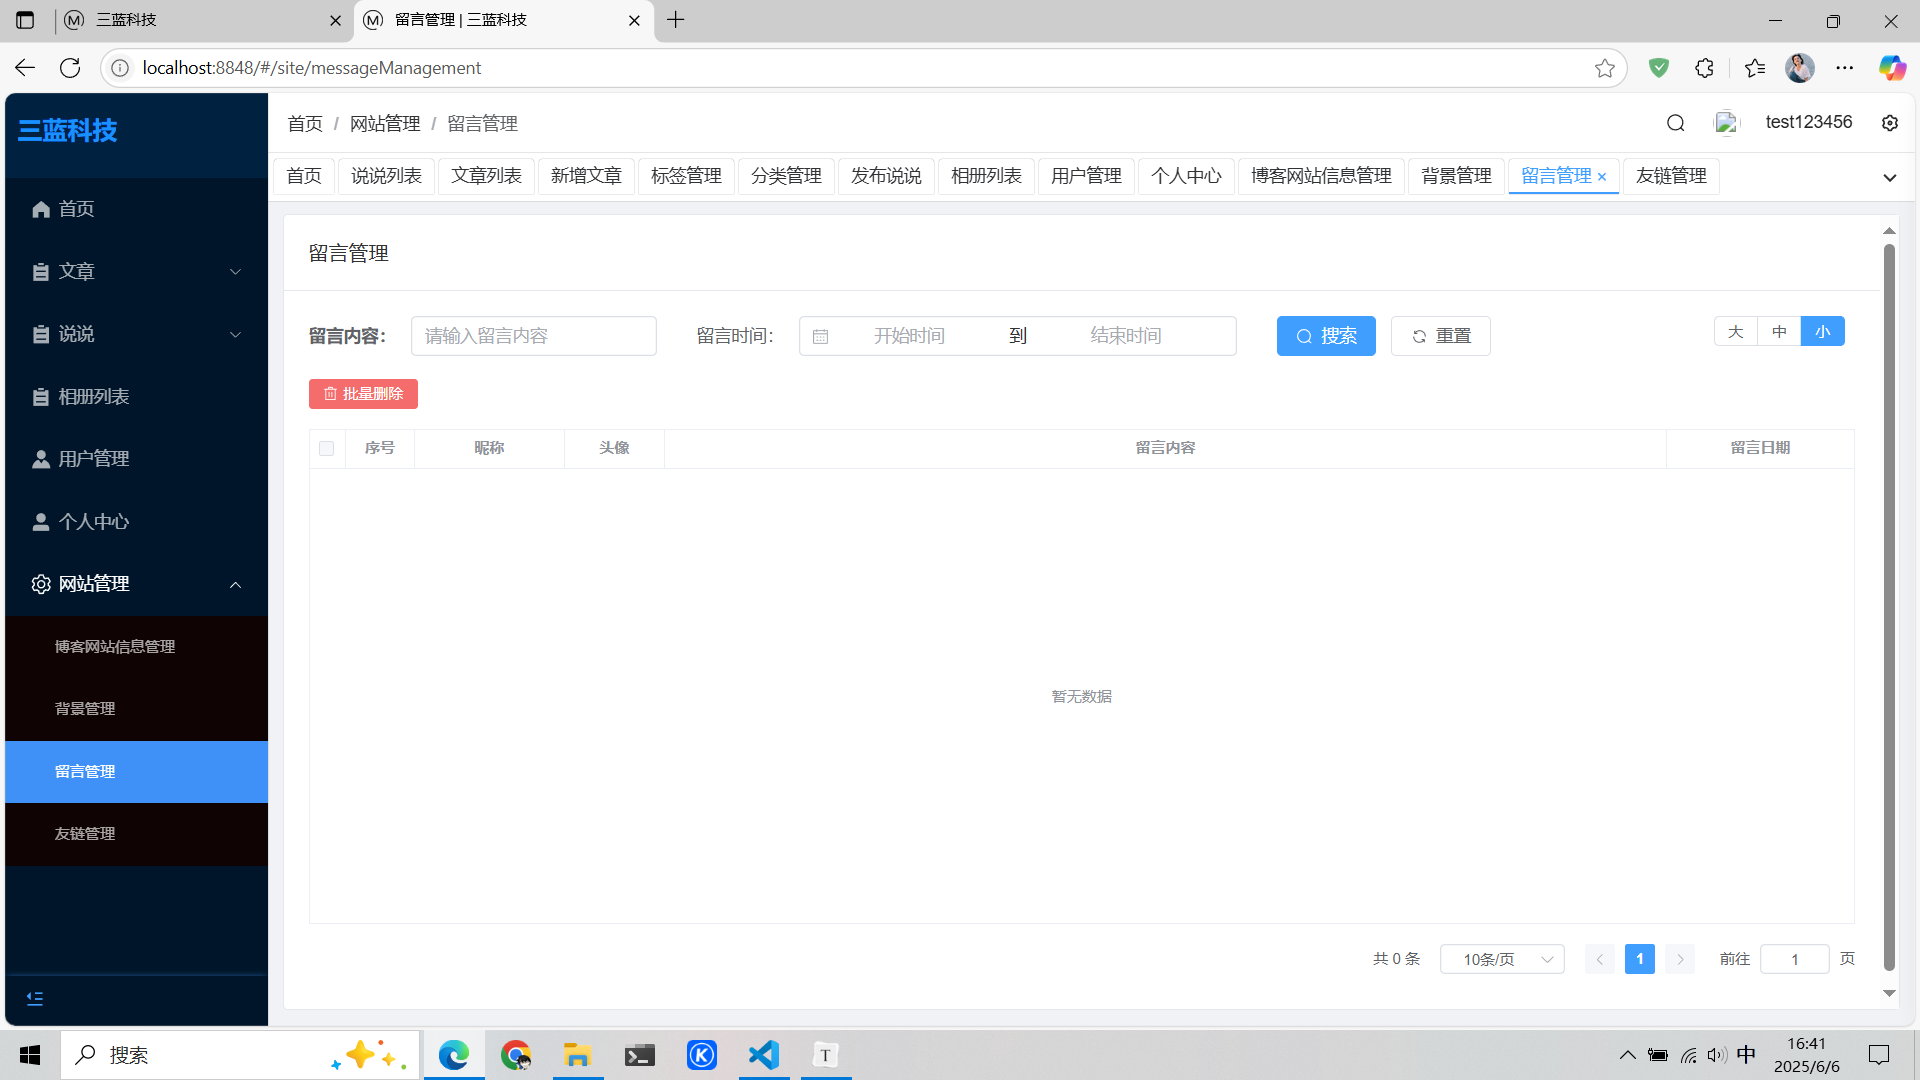 三蓝科技
留言管理 | 三蓝科技
localhost:8848/#/site/messageManagement
三蓝科技
首页 / 网站管理 / 留言管理
test123456
首页 说说列表 文章列表 新增文章 标签管理 分类管理 发布说说 相册列表 用户管理 个人中心 博客网站信息管理 背景管理 留言管理 友链管理
首页
文章
说说
相册列表
用户管理
个人中心
网站管理
博客网站信息管理
背景管理
留言管理
友链管理
留言管理
留言内容: 请输入留言内容 留言时间: 开始时间 到 结束时间 搜索 重置 大 中 小
批量删除
序号 昵称 头像 留言内容 留言日期
暂无数据
共 0 条 10条/页 1 前往 1 页
搜索
T
中
16:41
2025/6/6